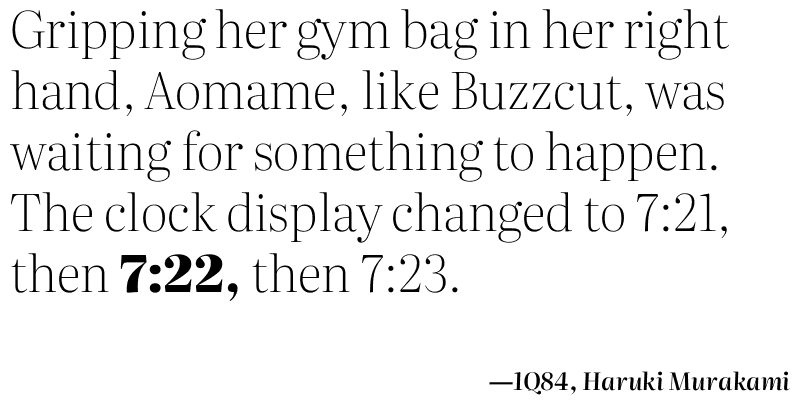 Gripping her gym bag in her right
hand, Aomame, like Buzzcut, was
waiting for something to happen.
The clock display changed to 7:21,
then 7:22, then 7:23.
—1Q84, Haruki Murakami